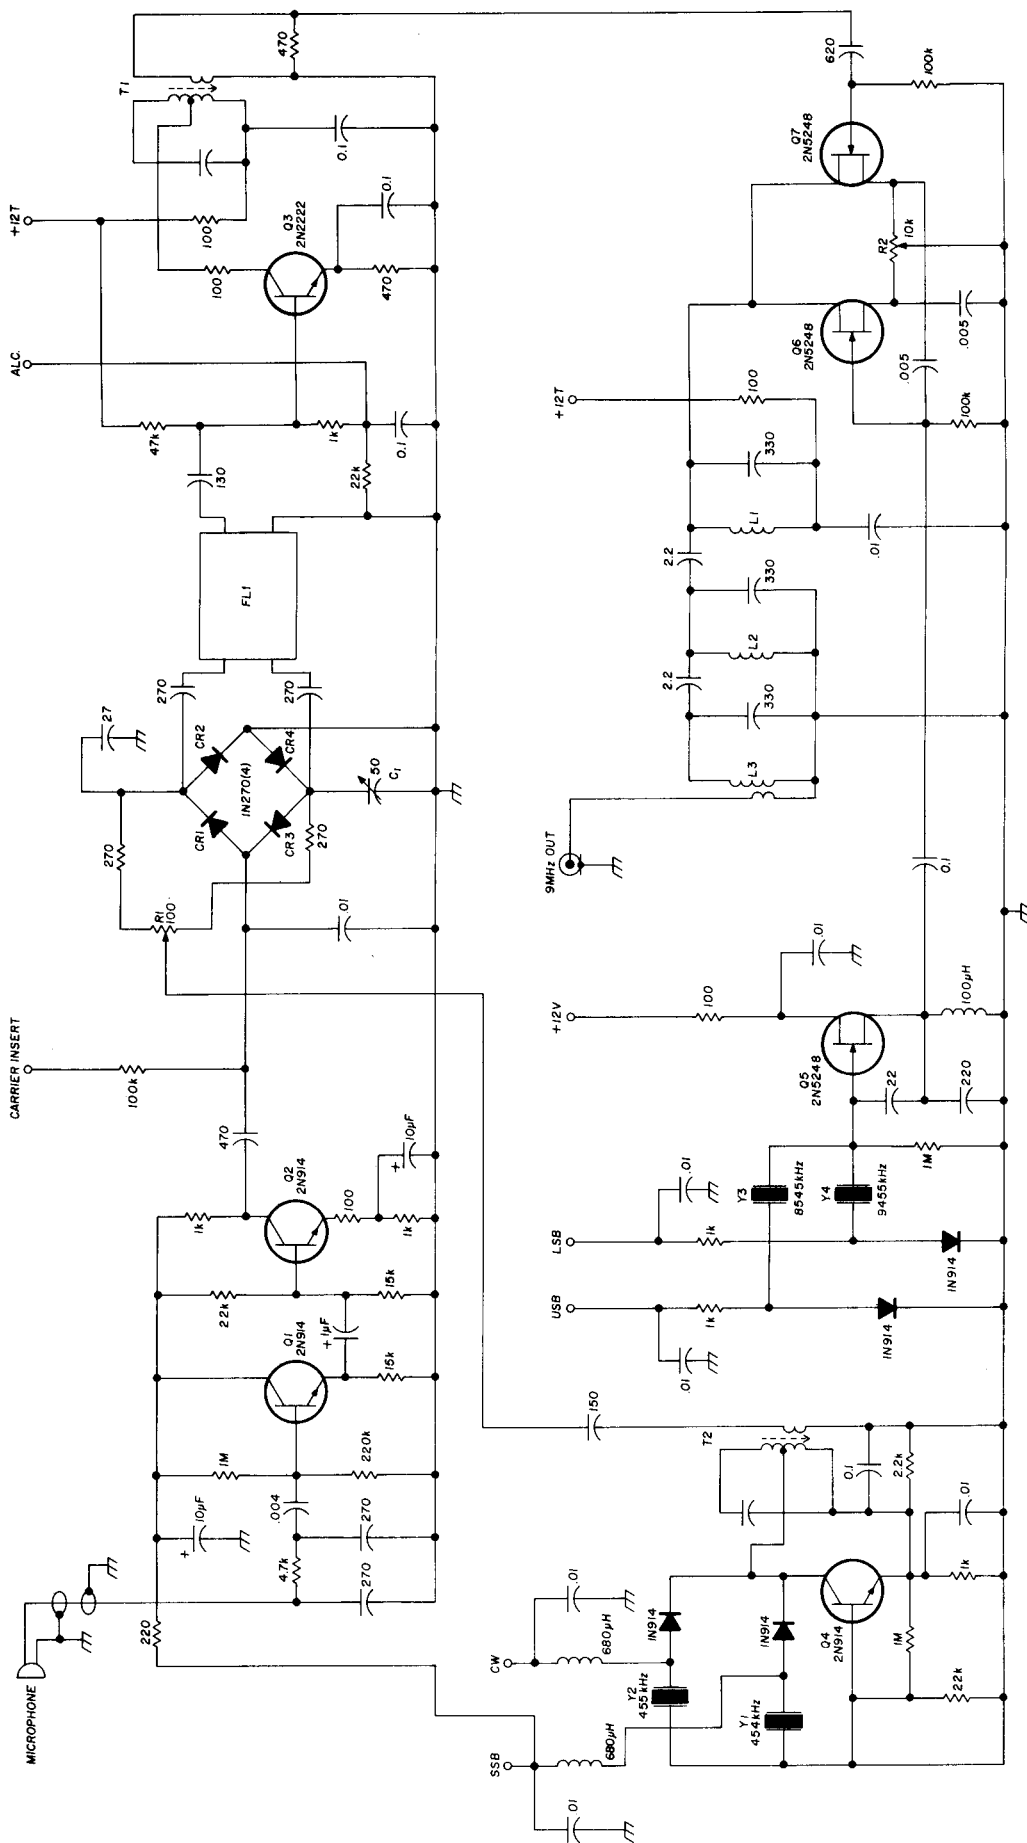 MICROPHONE
220
10µF
+
4.7k
270
270
.004
1M
220k
Q1
2N914
+1µF
15k
22k
15k
1k
Q2
2N914
100
1k
10µF
+
470
CARRIER INSERT
100k
.01
R1
100
270
270
27
CR1
CR2
CR3
CR4
1N270(4)
50
C1
270
270
FL1
130
47k
1k
22k
0.1
ALC
+12T
100
100
Q3
2N2222
470
0.1
0.1
T1
470
SSB
.01
680µH
CW
.01
680µH
Y2
455kHz
Y1
454kHz
1N914
1N914
Q4
2N914
1M
22k
1k
.01
2.2k
0.1
T2
150
USB
.01
1k
1N914
LSB
.01
1k
1N914
Y3
8545kHz
Y4
9455kHz
1M
22
220
Q5
2N5248
+12V
100
.01
100µH
0.1
9MHz OUT
L3
330
2.2
L2
330
2.2
L1
330
.01
+12T
100
100k
.005
.005
Q6
2N5248
R2
10k
Q7
2N5248
620
100k